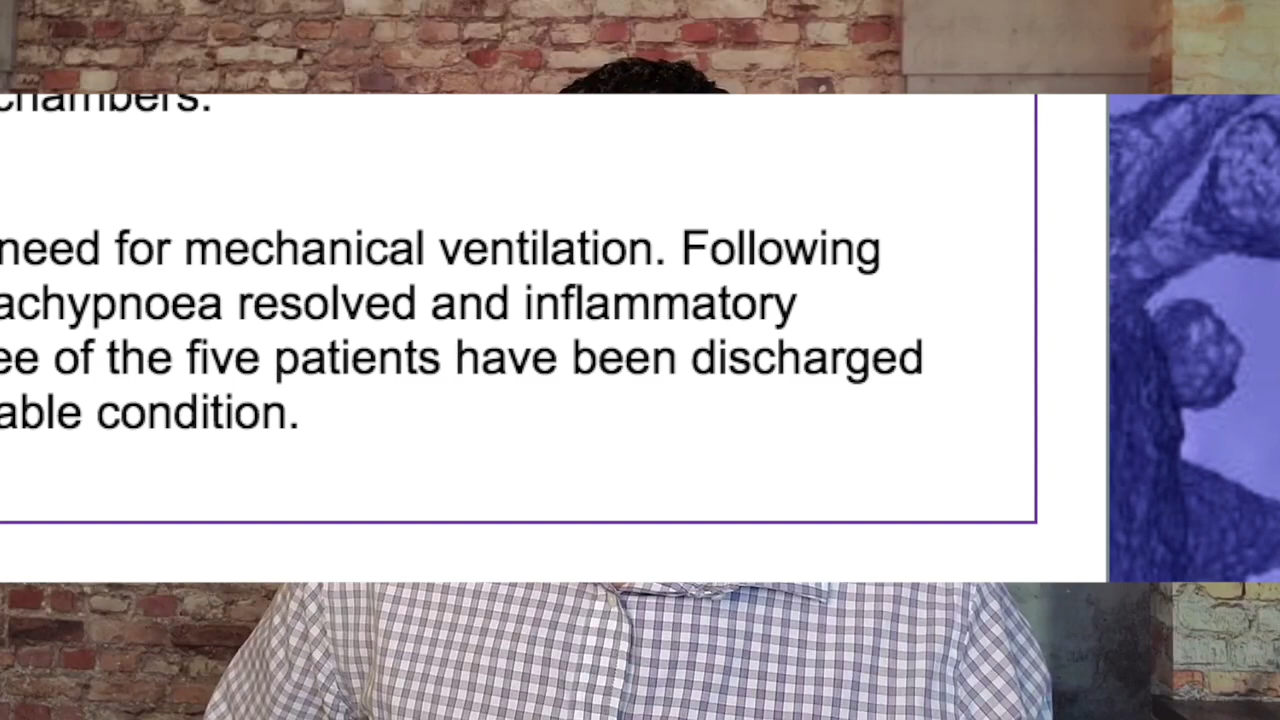 chambers.
need for mechanical ventilation. Following
achypnoea resolved and inflammatory
ee of the five patients have been discharged
able condition.